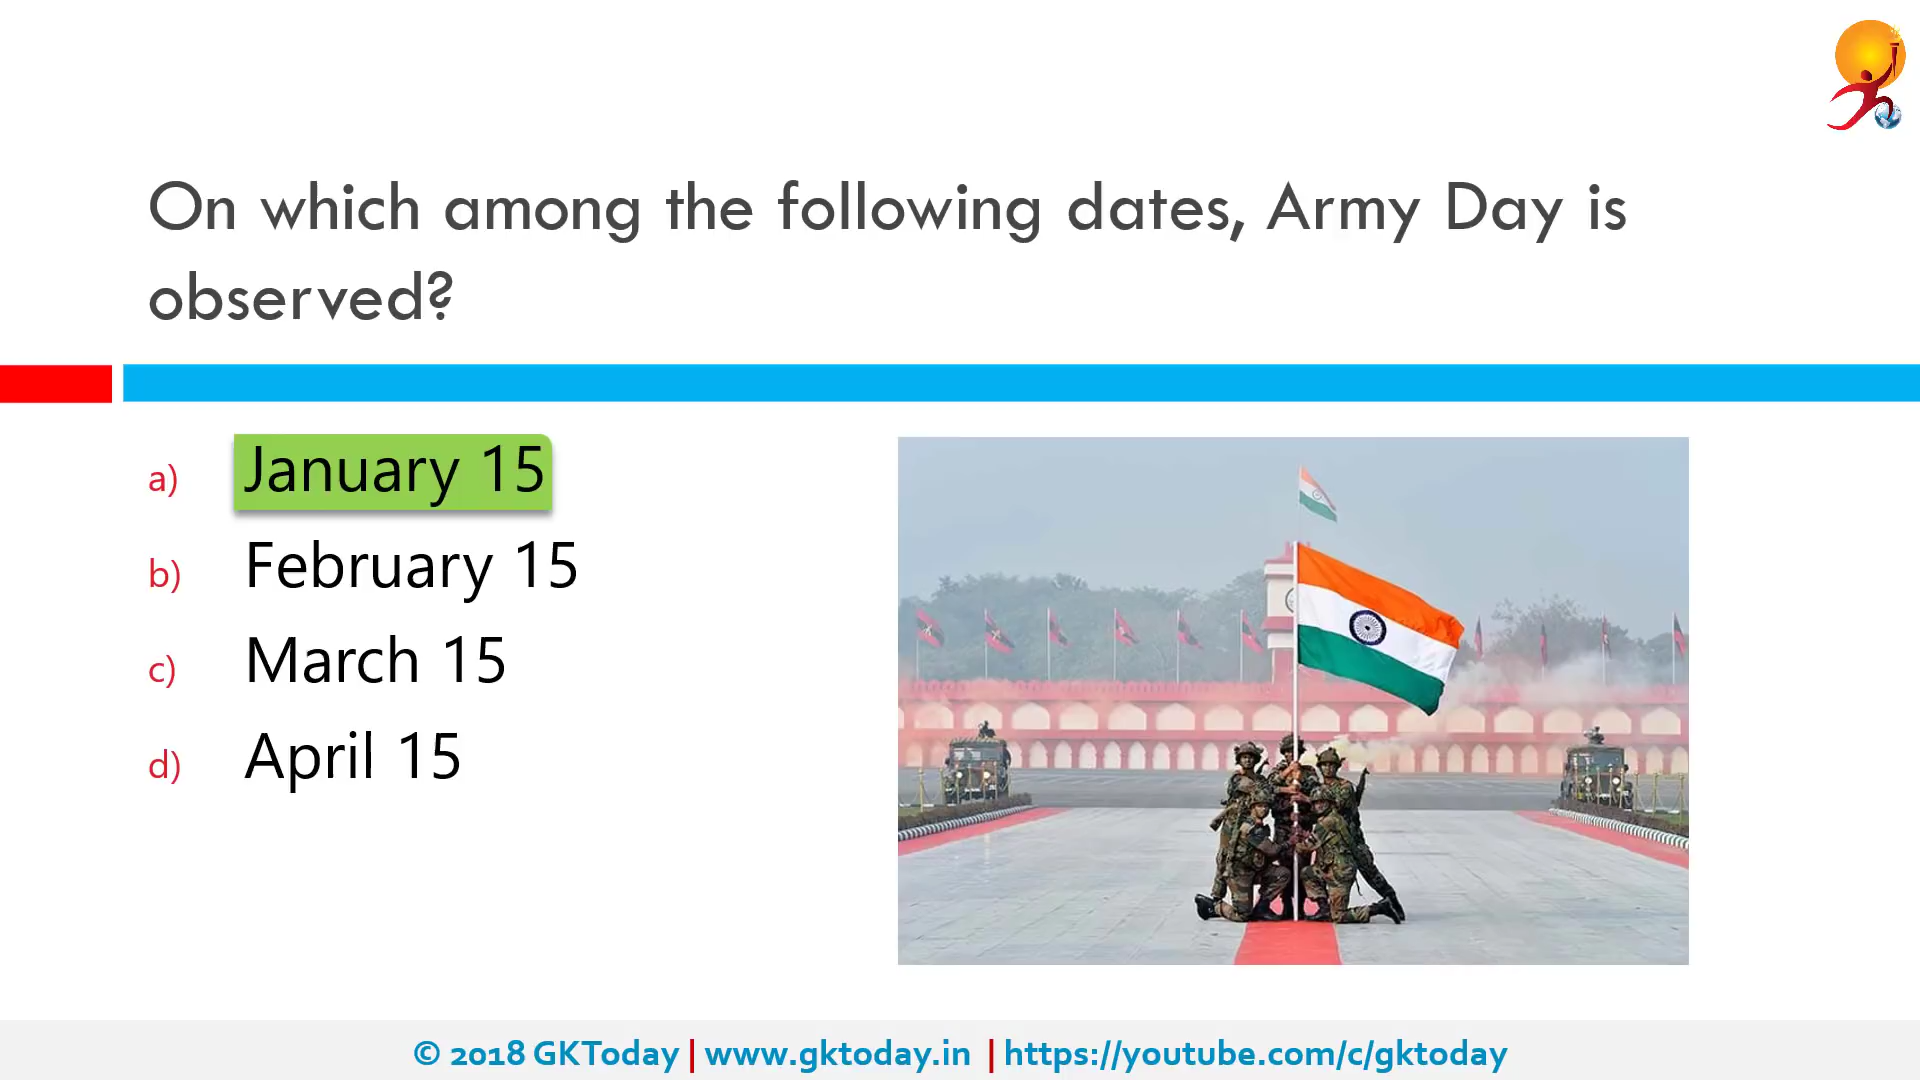 On which among the following dates, Army Day is
observed?
a) January 15
b) February 15
c) March 15
d) April 15
© 2018 GKToday | www.gktoday.in | https://youtube.com/c/gktoday